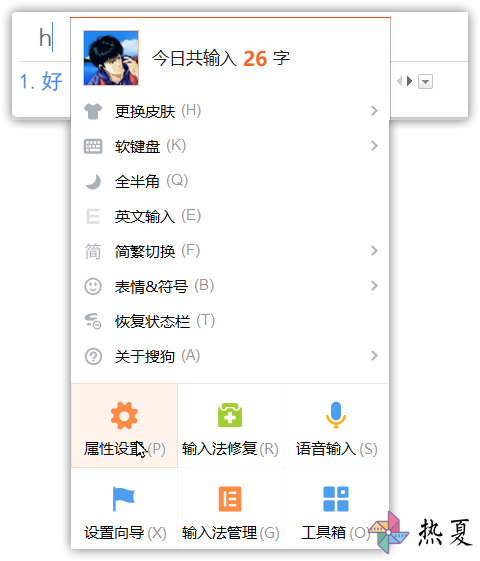 h
今日共输入 26 字
1. 好
更换皮肤 (H)
软键盘 (K)
全半角 (Q)
E 英文输入 (E)
简 简繁切换 (F)
表情&符号 (B)
恢复状态栏 (T)
关于搜狗 (A)
属性设置 (P) 输入法修复 (R) 语音输入 (S)
设置向导 (X) 输入法管理 (G) 工具箱 (O)
热夏